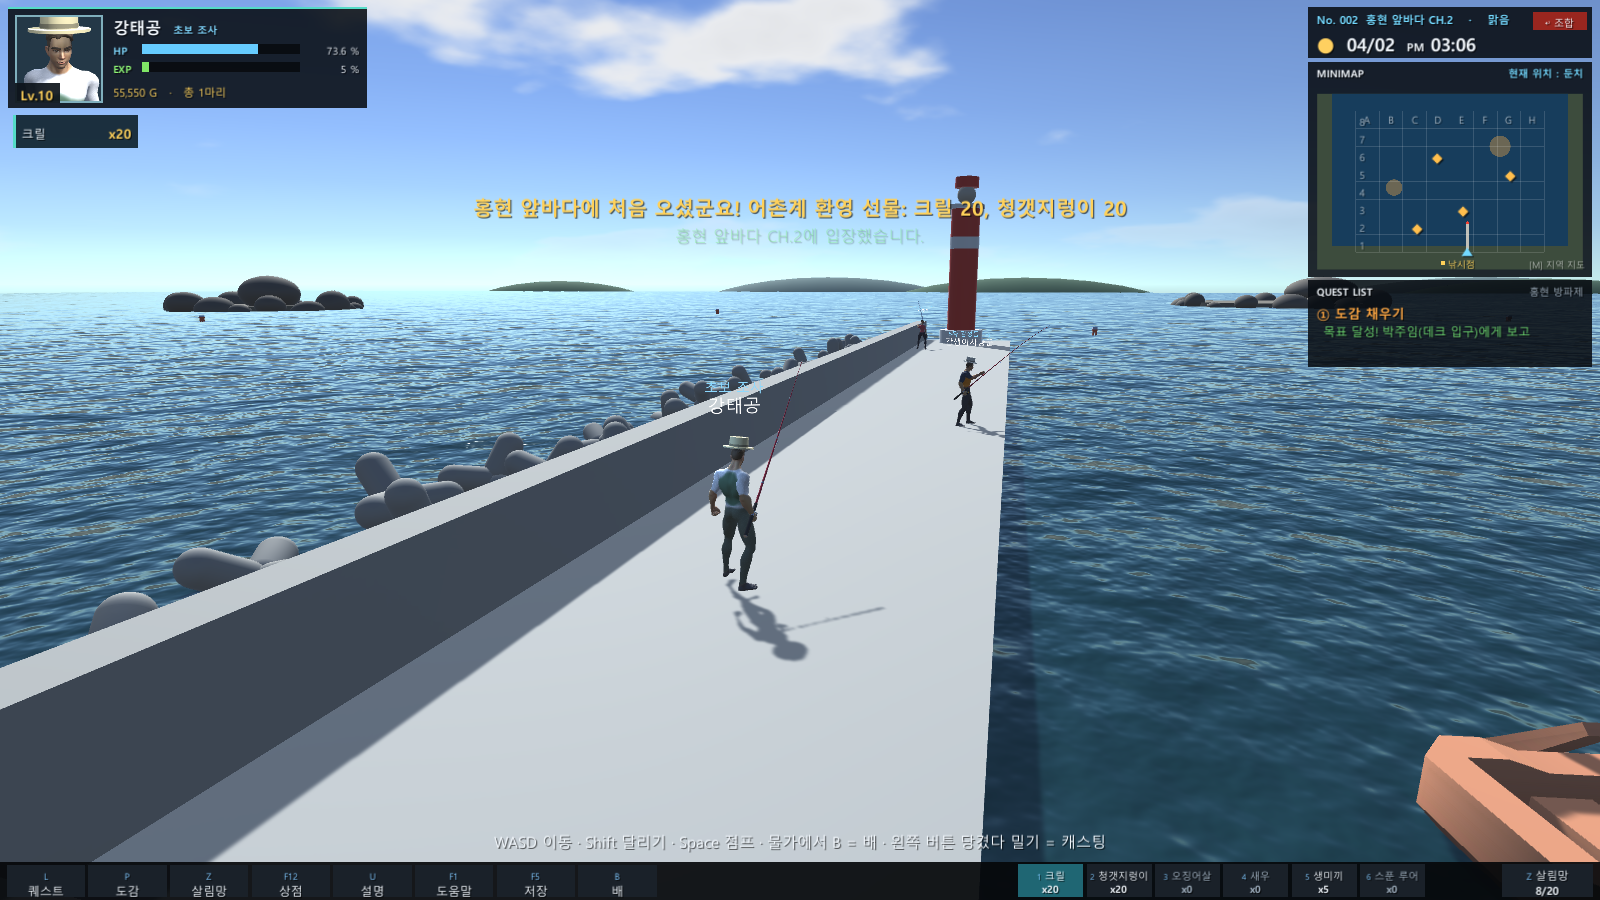 강태공 초보 조사
HP 73.6 %
EXP 5 %
Lv.10
55,550 G · 총 1마리
크릴 x20
No. 002 홍현 앞바다 CH.2 · 맑음
조합
04/02 PM 03:06
MINIMAP 현재 위치 : 둔치
A B C D E F G H
8
7
6
5
4
3
2
1
낚시점 [M] 지역 지도
QUEST LIST 홍현 방파제
① 도감 채우기
목표 달성! 박주임(데크 입구)에게 보고
홍현 앞바다에 처음 오셨군요! 어촌계 환영 선물: 크릴 20, 청갯지렁이 20
홍현 앞바다 CH.2에 입장했습니다.
강태공
WASD 이동 · Shift 달리기 · Space 점프 · 물가에서 B = 배 · 왼쪽 버튼 당겼다 밀기 = 캐스팅
L 퀘스트
P 도감
Z 살림망
F12 상점
U 설명
F1 도움말
F5 저장
B 배
1 크릴 x20
2 청갯지렁이 x20
3 오징어살 x0
4 새우 x0
5 생미끼 x5
6 스푼 루어 x0
Z 살림망 8/20